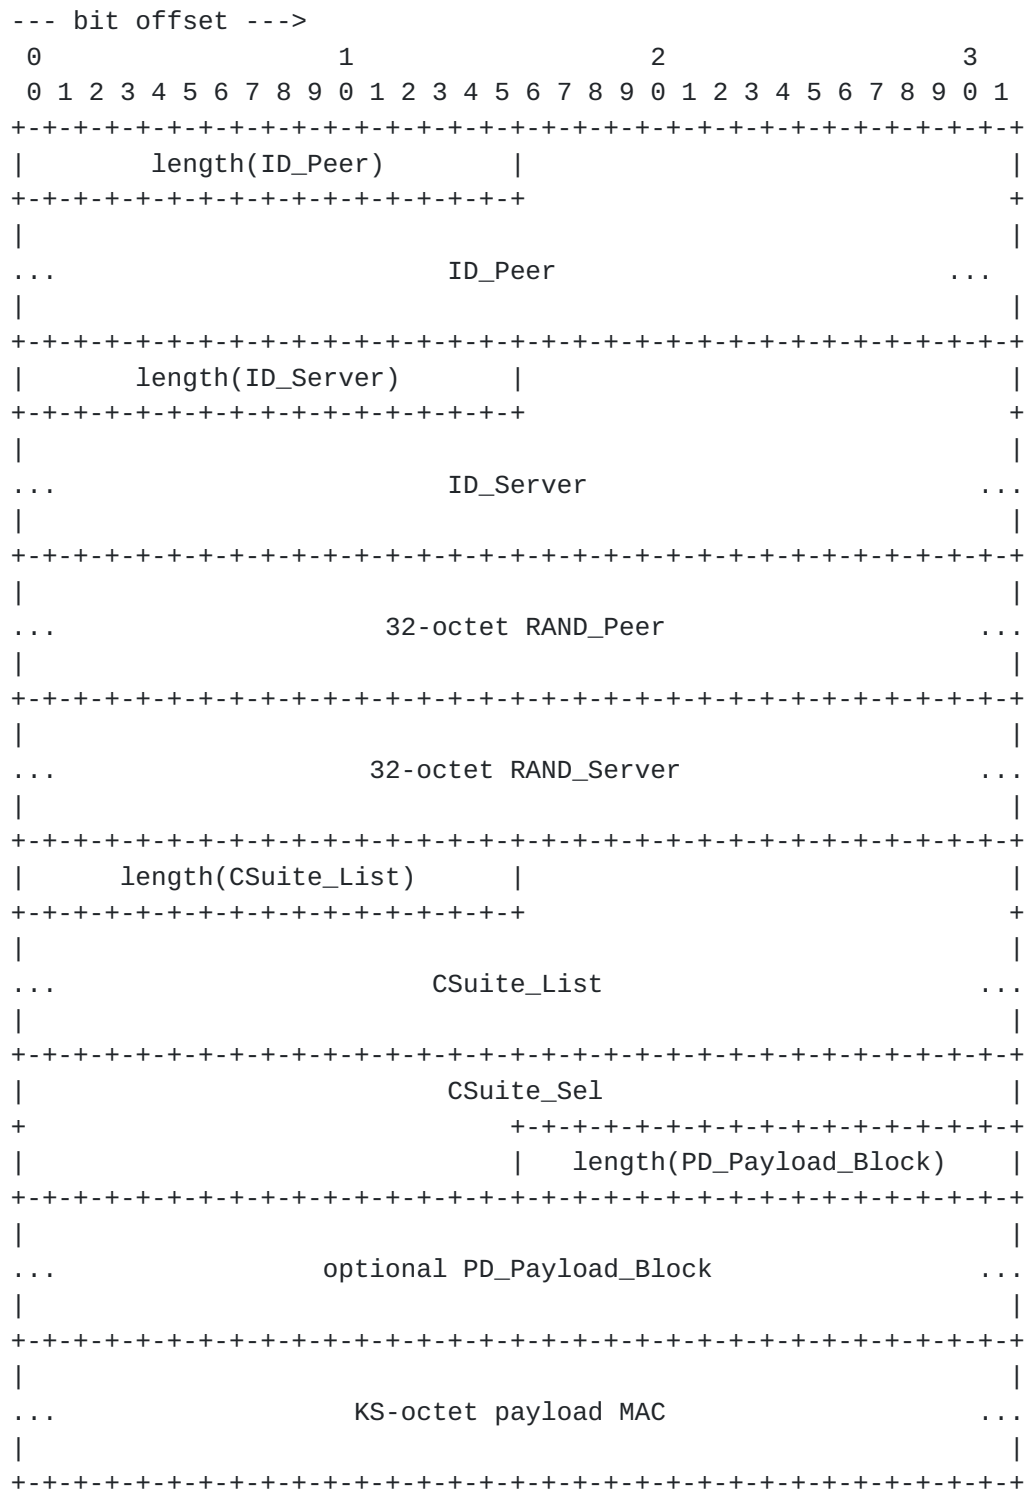 --- bit offset --->
 0                   1                   2                   3
 0 1 2 3 4 5 6 7 8 9 0 1 2 3 4 5 6 7 8 9 0 1 2 3 4 5 6 7 8 9 0 1
+-+-+-+-+-+-+-+-+-+-+-+-+-+-+-+-+-+-+-+-+-+-+-+-+-+-+-+-+-+-+-+-+
|        length(ID_Peer)        |                               |
+-+-+-+-+-+-+-+-+-+-+-+-+-+-+-+-+                               +
|                                                               |
...                         ID_Peer                         ...
|                                                               |
+-+-+-+-+-+-+-+-+-+-+-+-+-+-+-+-+-+-+-+-+-+-+-+-+-+-+-+-+-+-+-+-+
|       length(ID_Server)       |                               |
+-+-+-+-+-+-+-+-+-+-+-+-+-+-+-+-+                               +
|                                                               |
...                         ID_Server                         ...
|                                                               |
+-+-+-+-+-+-+-+-+-+-+-+-+-+-+-+-+-+-+-+-+-+-+-+-+-+-+-+-+-+-+-+-+
|                                                               |
...                     32-octet RAND_Peer                    ...
|                                                               |
+-+-+-+-+-+-+-+-+-+-+-+-+-+-+-+-+-+-+-+-+-+-+-+-+-+-+-+-+-+-+-+-+
|                                                               |
...                    32-octet RAND_Server                   ...
|                                                               |
+-+-+-+-+-+-+-+-+-+-+-+-+-+-+-+-+-+-+-+-+-+-+-+-+-+-+-+-+-+-+-+-+
|      length(CSuite_List)      |                               |
+-+-+-+-+-+-+-+-+-+-+-+-+-+-+-+-+                               +
|                                                               |
...                        CSuite_List                        ...
|                                                               |
+-+-+-+-+-+-+-+-+-+-+-+-+-+-+-+-+-+-+-+-+-+-+-+-+-+-+-+-+-+-+-+-+
|                           CSuite_Sel                          |
+                               +-+-+-+-+-+-+-+-+-+-+-+-+-+-+-+-+
|                               |   length(PD_Payload_Block)    |
+-+-+-+-+-+-+-+-+-+-+-+-+-+-+-+-+-+-+-+-+-+-+-+-+-+-+-+-+-+-+-+-+
|                                                               |
...                 optional PD_Payload_Block                 ...
|                                                               |
+-+-+-+-+-+-+-+-+-+-+-+-+-+-+-+-+-+-+-+-+-+-+-+-+-+-+-+-+-+-+-+-+
|                                                               |
...                   KS-octet payload MAC                    ...
|                                                               |
+-+-+-+-+-+-+-+-+-+-+-+-+-+-+-+-+-+-+-+-+-+-+-+-+-+-+-+-+-+-+-+-+